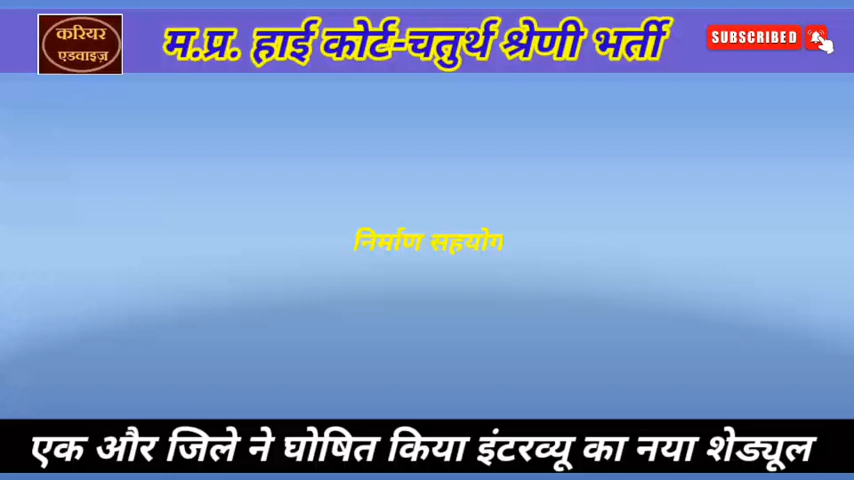 करियर
एडवाइज़
म.प्र. हाई कोर्ट-चतुर्थ श्रेणी भर्ती
SUBSCRIBED
निर्माण सहयोग
एक और जिले ने घोषित किया इंटरव्यू का नया शेड्यूल